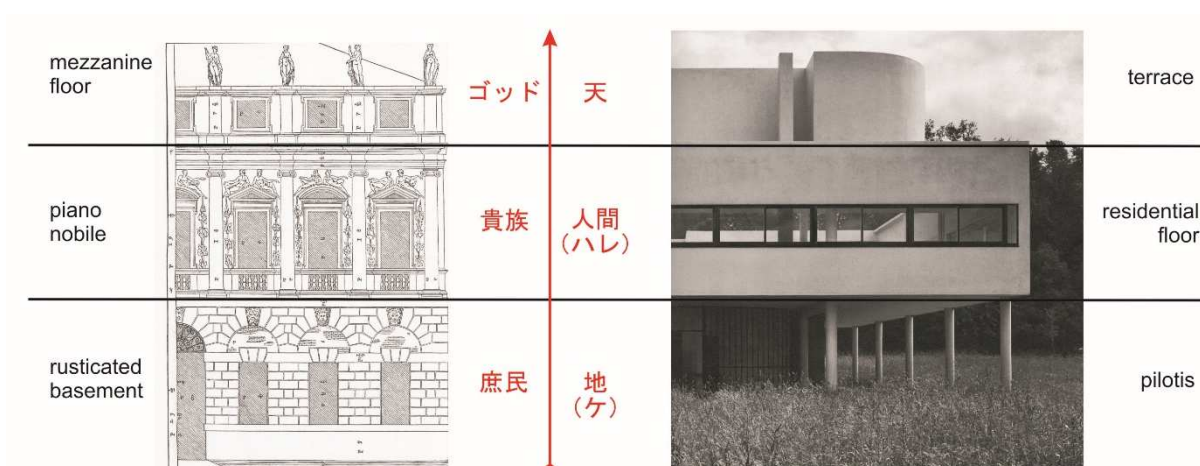 mezzanine
floor
ゴッド
天
terrace
piano
nobile
貴族
人間
(ハレ)
residential
floor
rusticated
basement
庶民
地
(ケ)
pilotis